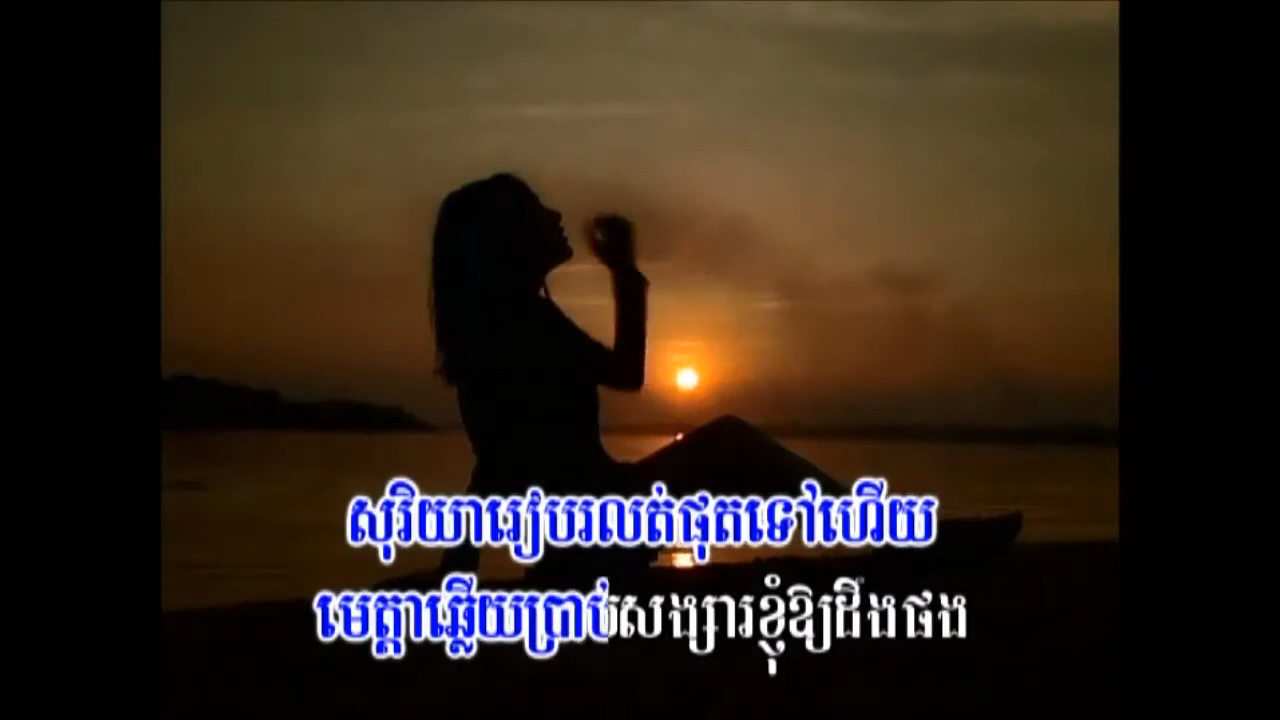 សុរិយារៀបរលត់ផុតទៅហើយ
មេត្តាឆ្លើយប្រាប់សង្សារខ្ញុំឱ្យដឹងផង